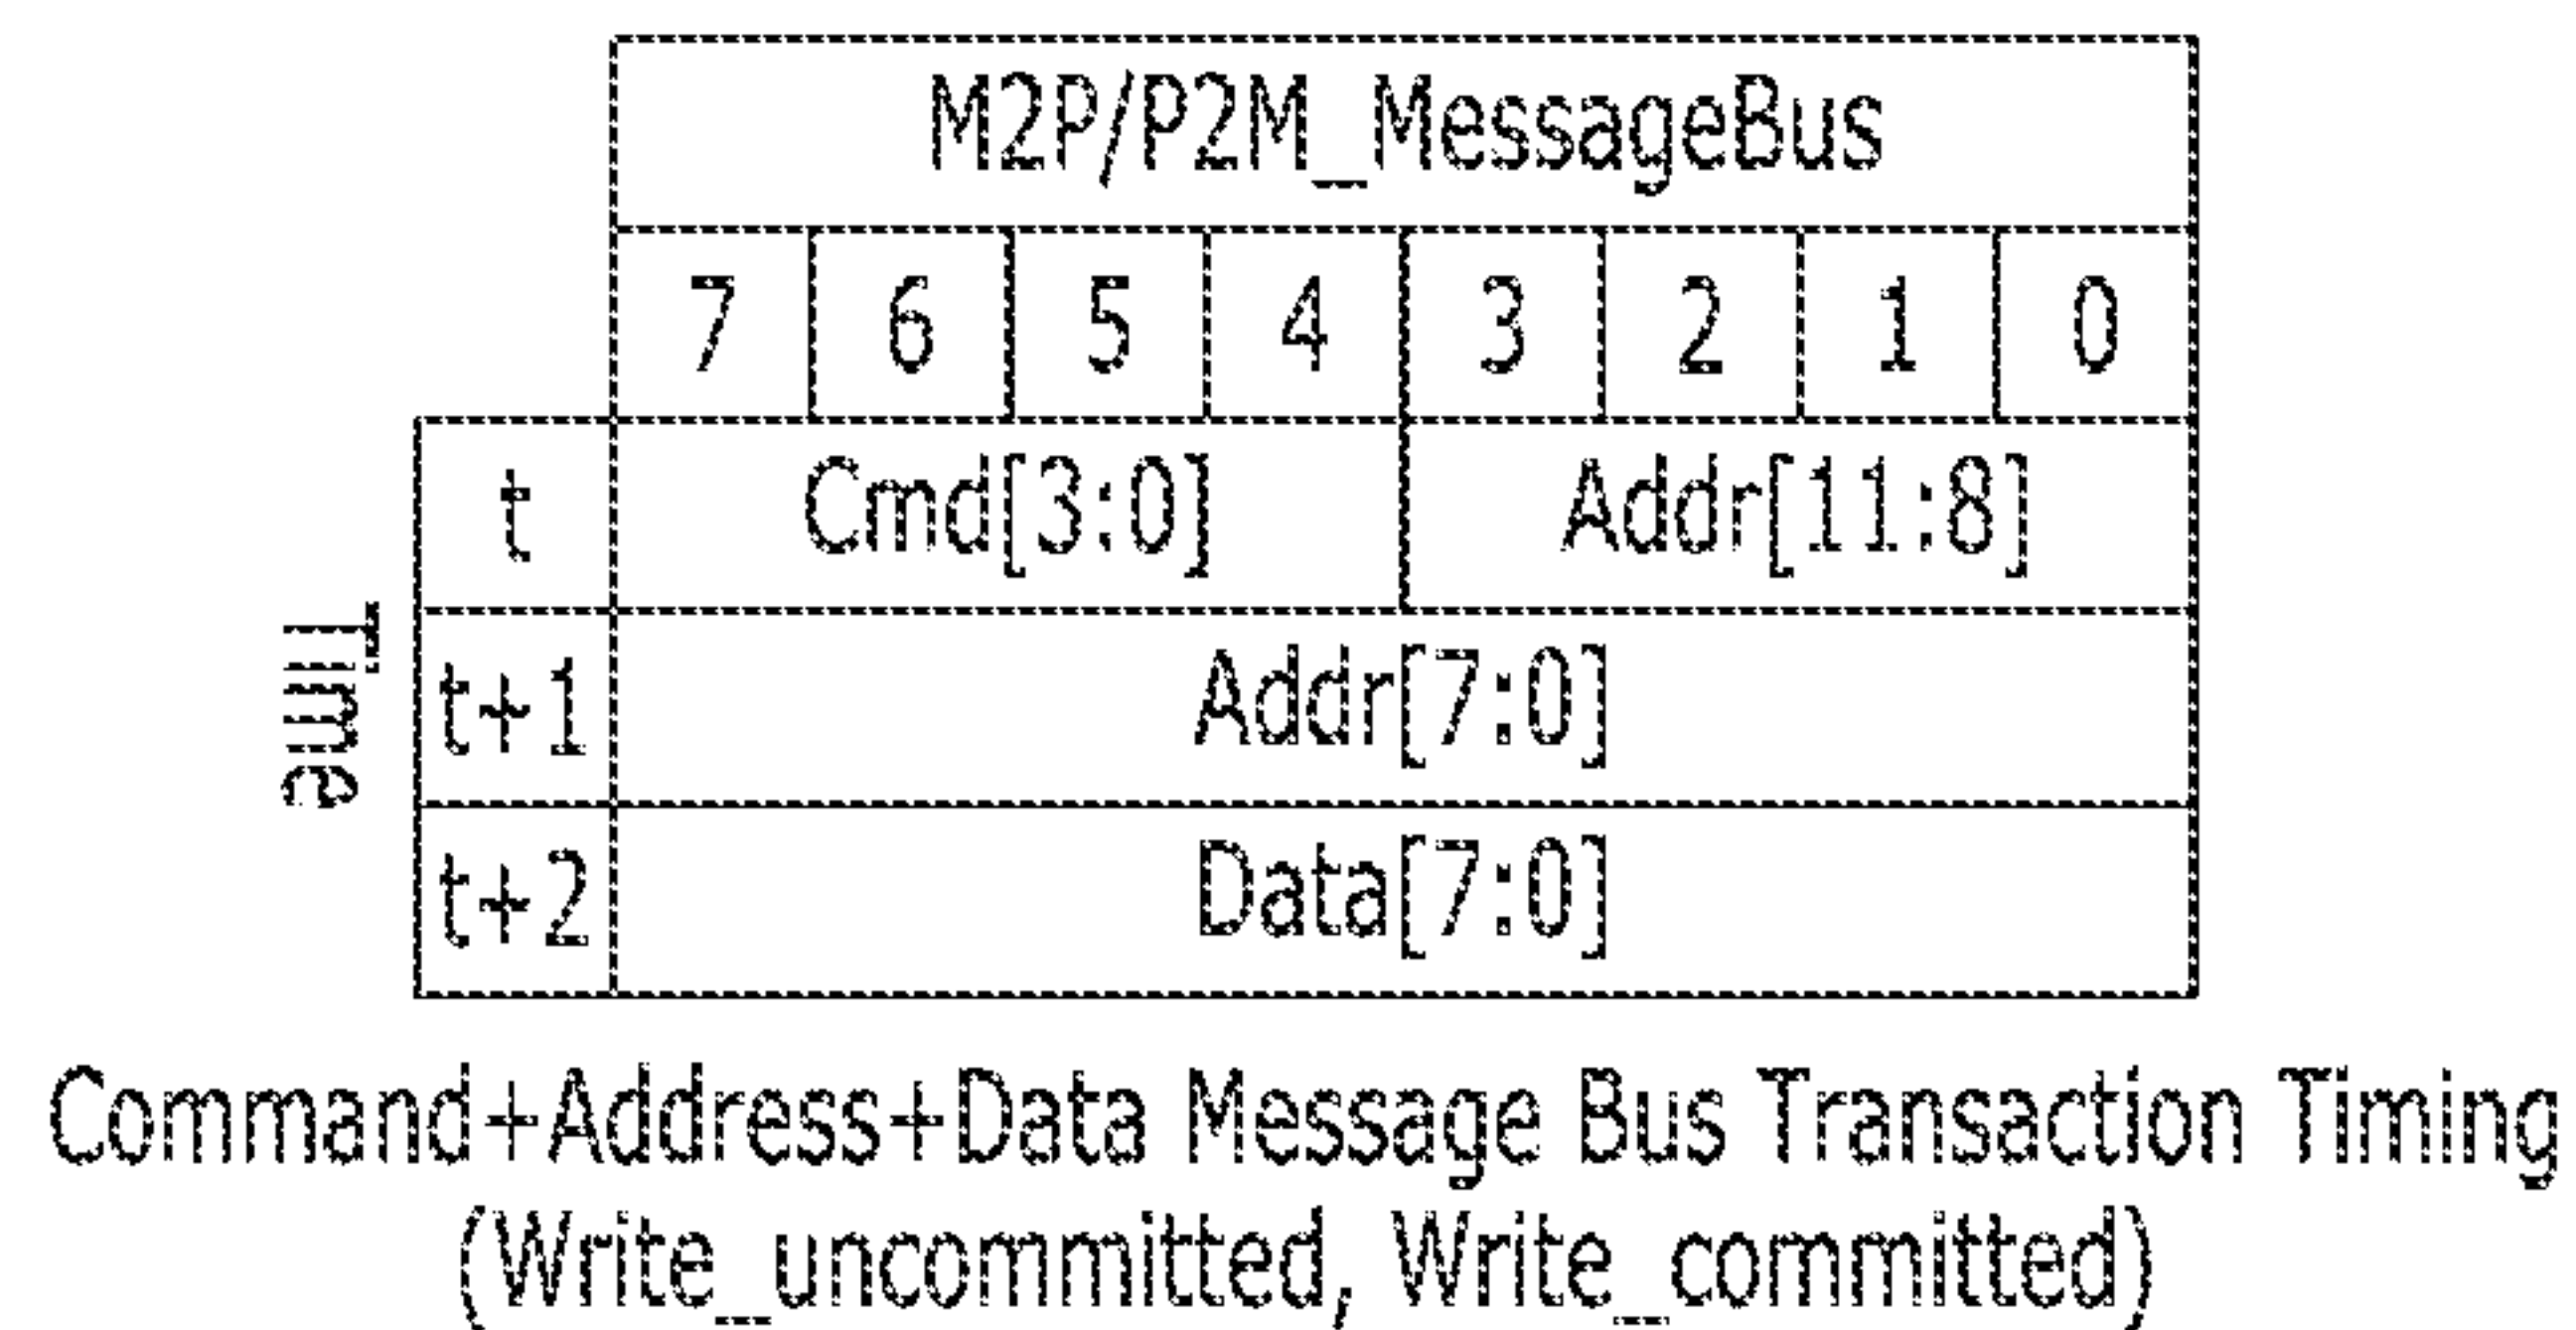 M2P/P2M_MessageBus
7 6 5 4 3 2 1 0
t Cmd[3:0] Addr[11:8]
Time
t+1 Addr[7:0]
t+2 Data[7:0]
Command+Address+Data Message Bus Transaction Timing
(Write_uncommitted, Write_committed)